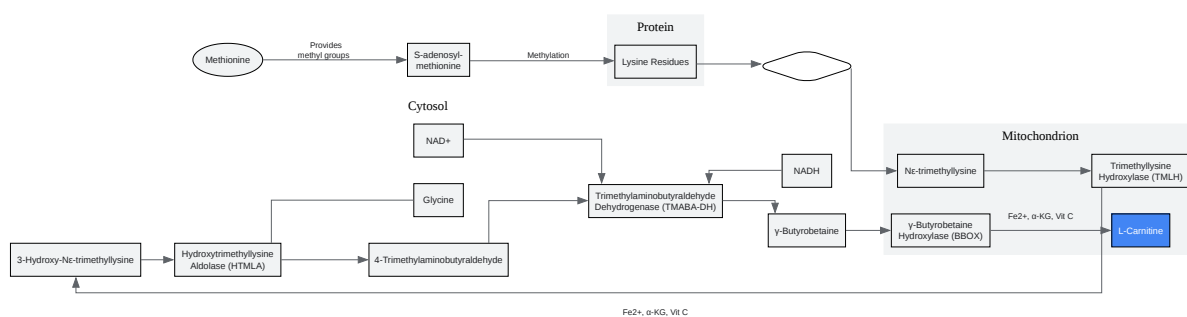 Protein
Provides
methyl groups
Methionine
S-adenosyl-
methionine
Methylation
Lysine Residues
Cytosol
NAD+
Mitochondrion
NADH
Nε-trimethyllysine
Trimethyllysine
Hydroxylase (TMLH)
Glycine
Trimethylaminobutyraldehyde
Dehydrogenase (TMABA-DH)
γ-Butyrobetaine
γ-Butyrobetaine
Hydroxylase (BBOX)
Fe2+, α-KG, Vit C
L-Carnitine
3-Hydroxy-Nε-trimethyllysine
Hydroxytrimethyllysine
Aldolase (HTMLA)
4-Trimethylaminobutyraldehyde
Fe2+, α-KG, Vit C